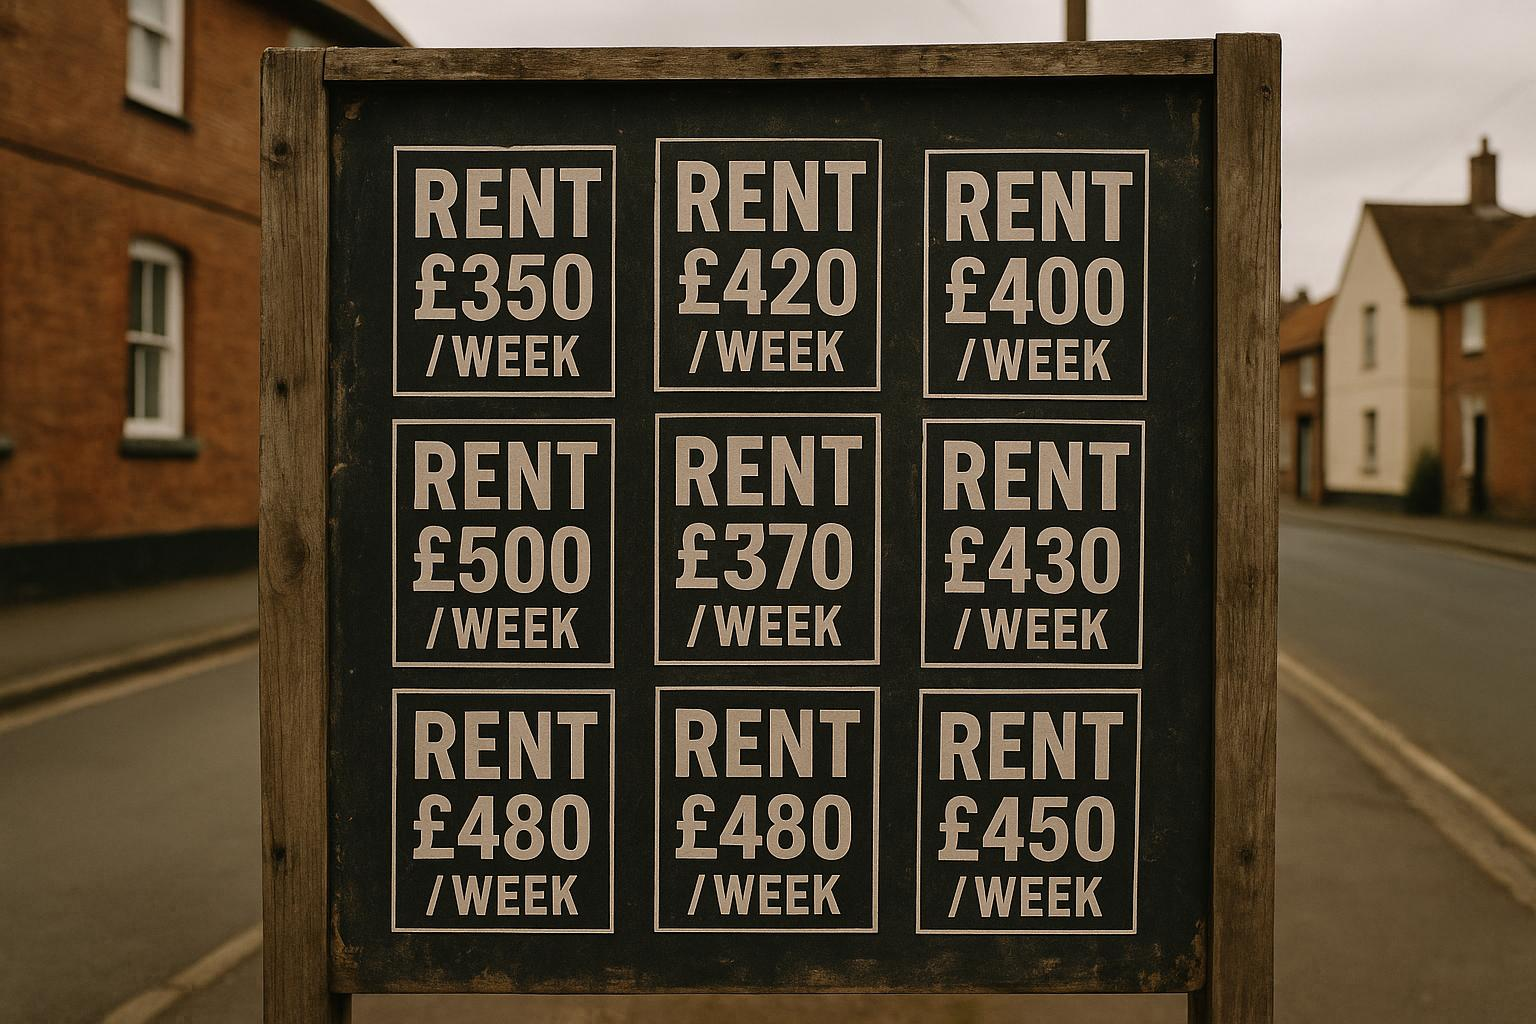 RENT
£350
/WEEK
RENT
£420
/WEEK
RENT
£400
/WEEK
RENT
£500
/WEEK
RENT
£370
/WEEK
RENT
£430
/WEEK
RENT
£480
/WEEK
RENT
£480
/WEEK
RENT
£450
/WEEK